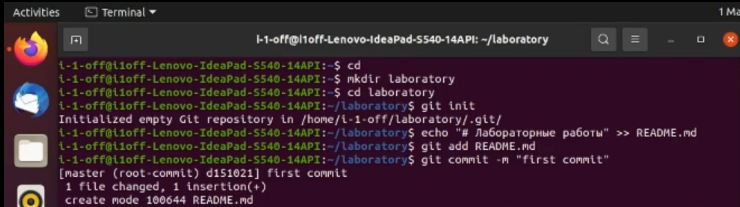 Activities Terminal 1 Ma
i-1-off@i1off-Lenovo-IdeaPad-S540-14API: ~/laboratory
i-1-off@i1off-Lenovo-IdeaPad-S540-14API:~$ cd
i-1-off@i1off-Lenovo-IdeaPad-S540-14API:~$ mkdir laboratory
i-1-off@i1off-Lenovo-IdeaPad-S540-14API:~$ cd laboratory
i-1-off@i1off-Lenovo-IdeaPad-S540-14API:~/laboratory$ git init
Initialized empty Git repository in /home/i-1-off/laboratory/.git/
i-1-off@i1off-Lenovo-IdeaPad-S540-14API:~/laboratory$ echo "# Лабораторные работы" >> README.md
i-1-off@i1off-Lenovo-IdeaPad-S540-14API:~/laboratory$ git add README.md
i-1-off@i1off-Lenovo-IdeaPad-S540-14API:~/laboratory$ git commit -m "first commit"
[master (root-commit) d151021] first commit
1 file changed, 1 insertion(+)
create mode 100644 README.md